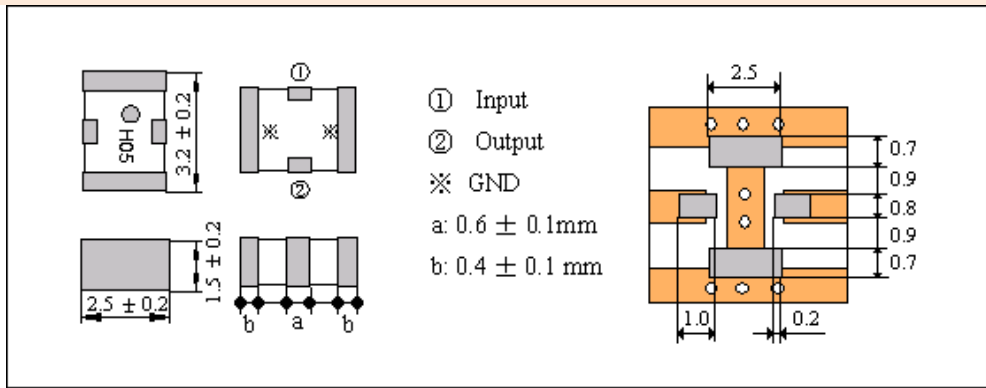 H05
3.2 ± 0.2
①
※ ※
②
① Input
② Output
※ GND
a: 0.6 ± 0.1mm
b: 0.4 ± 0.1 mm
2.5 ± 0.2
1.5 ± 0.2
b a b
2.5
0.7
0.9
0.8
0.9
0.7
1.0
0.2